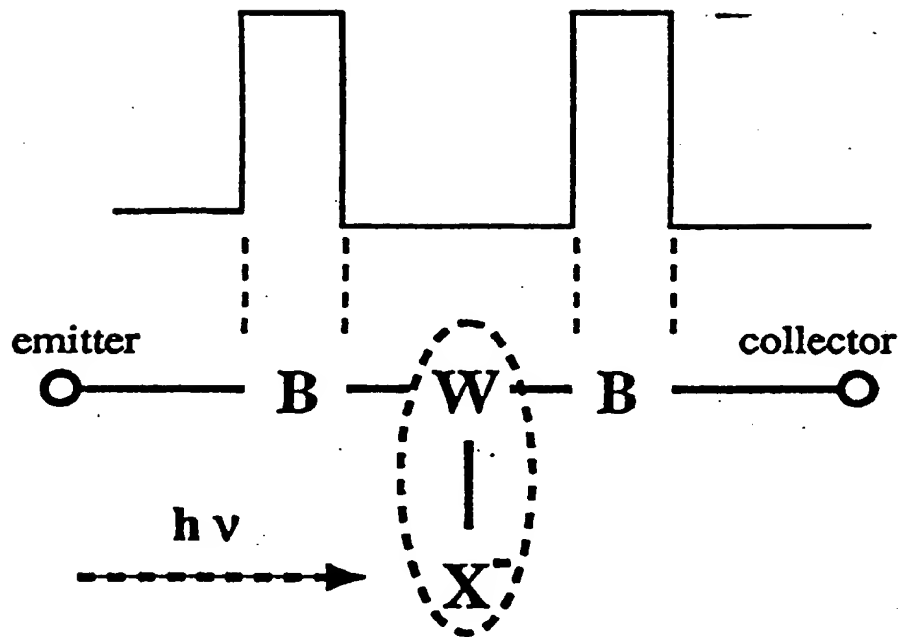 emitter
collector
B W B
h ν
X⁻